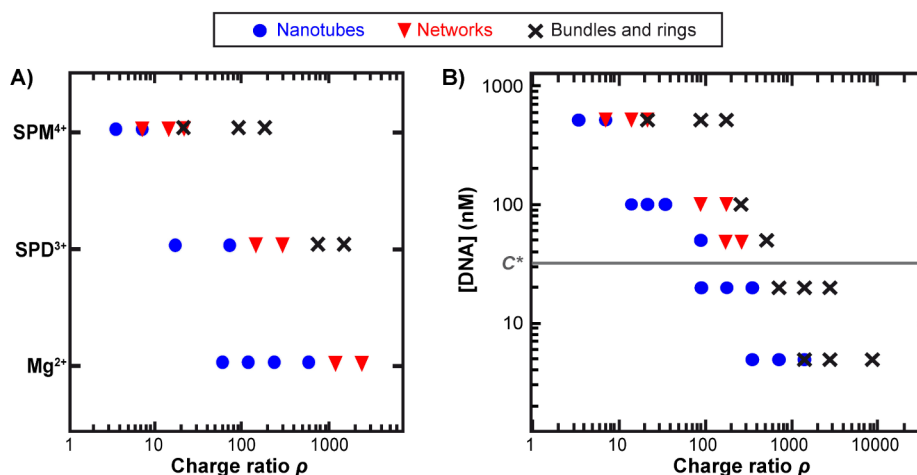 Nanotubes Networks Bundles and rings
A)
SPM⁴⁺
SPD³⁺
Mg²⁺
1 10 100 1000
Charge ratio ρ
B)
1000
100
C*
10
[DNA] (nM)
1 10 100 1000 10000
Charge ratio ρ